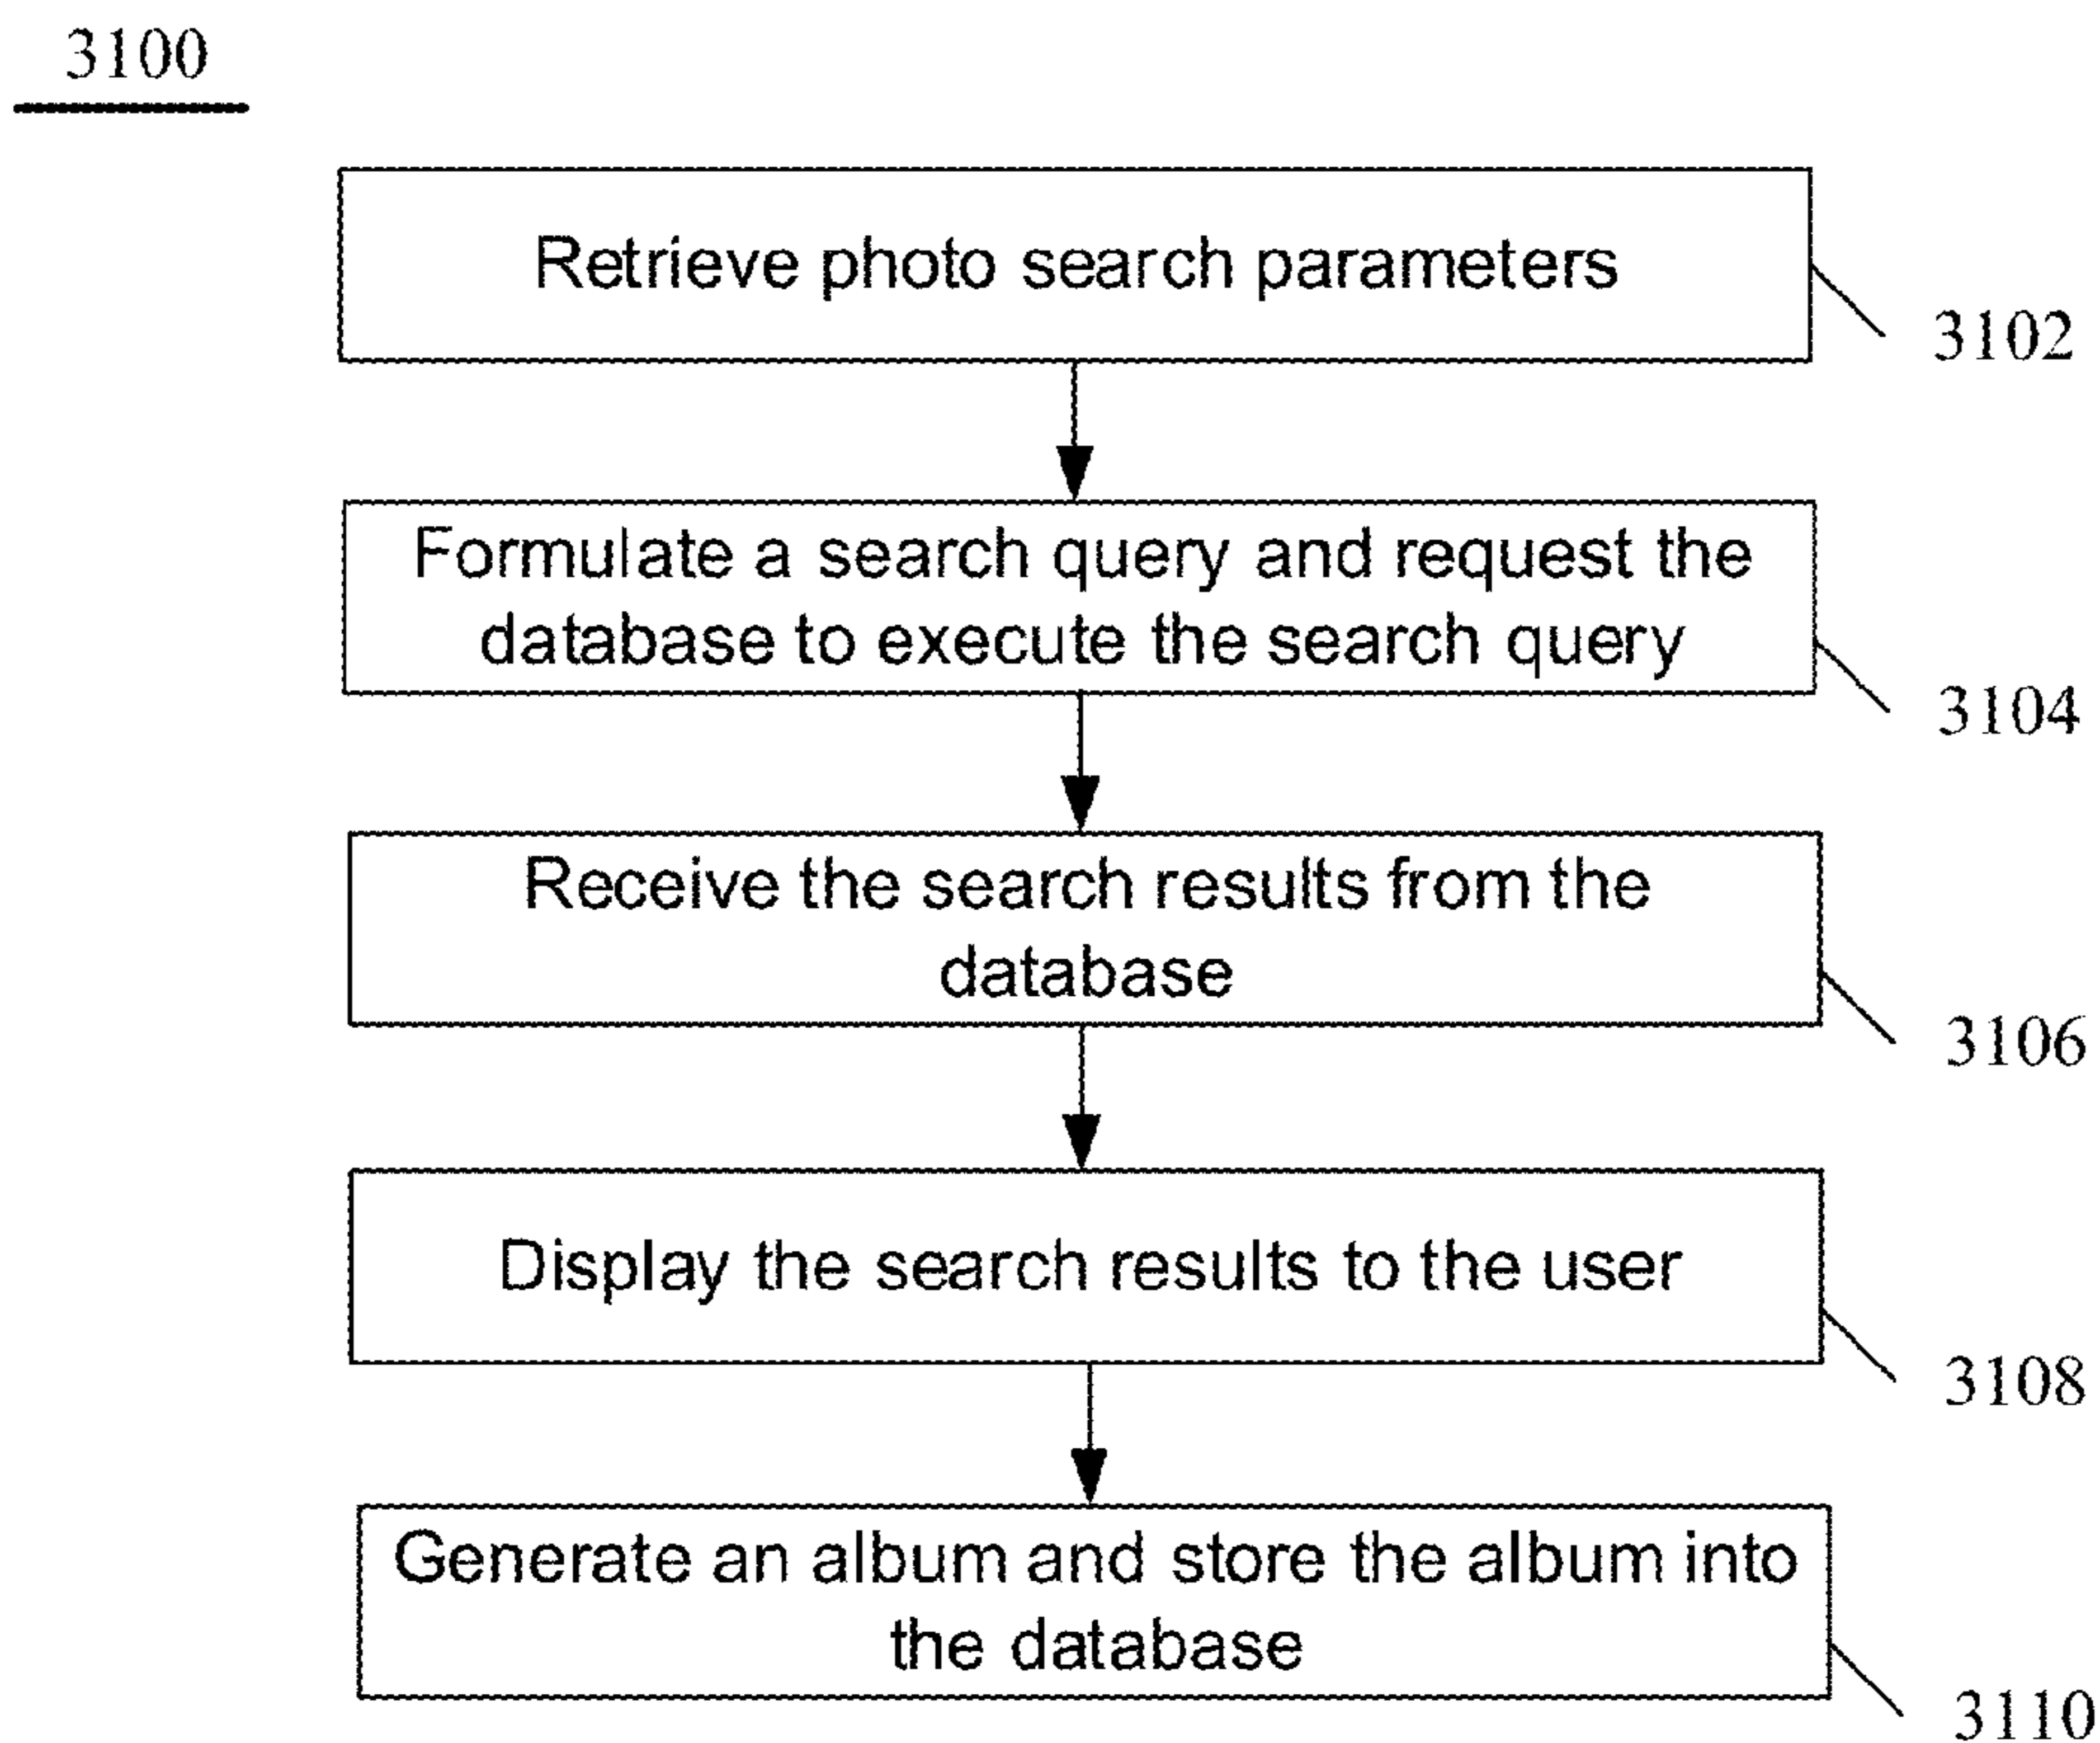 3100
Retrieve photo search parameters
3102
Formulate a search query and request the
database to execute the search query
3104
Receive the search results from the
database
3106
Display the search results to the user
3108
Generate an album and store the album into
the database
3110